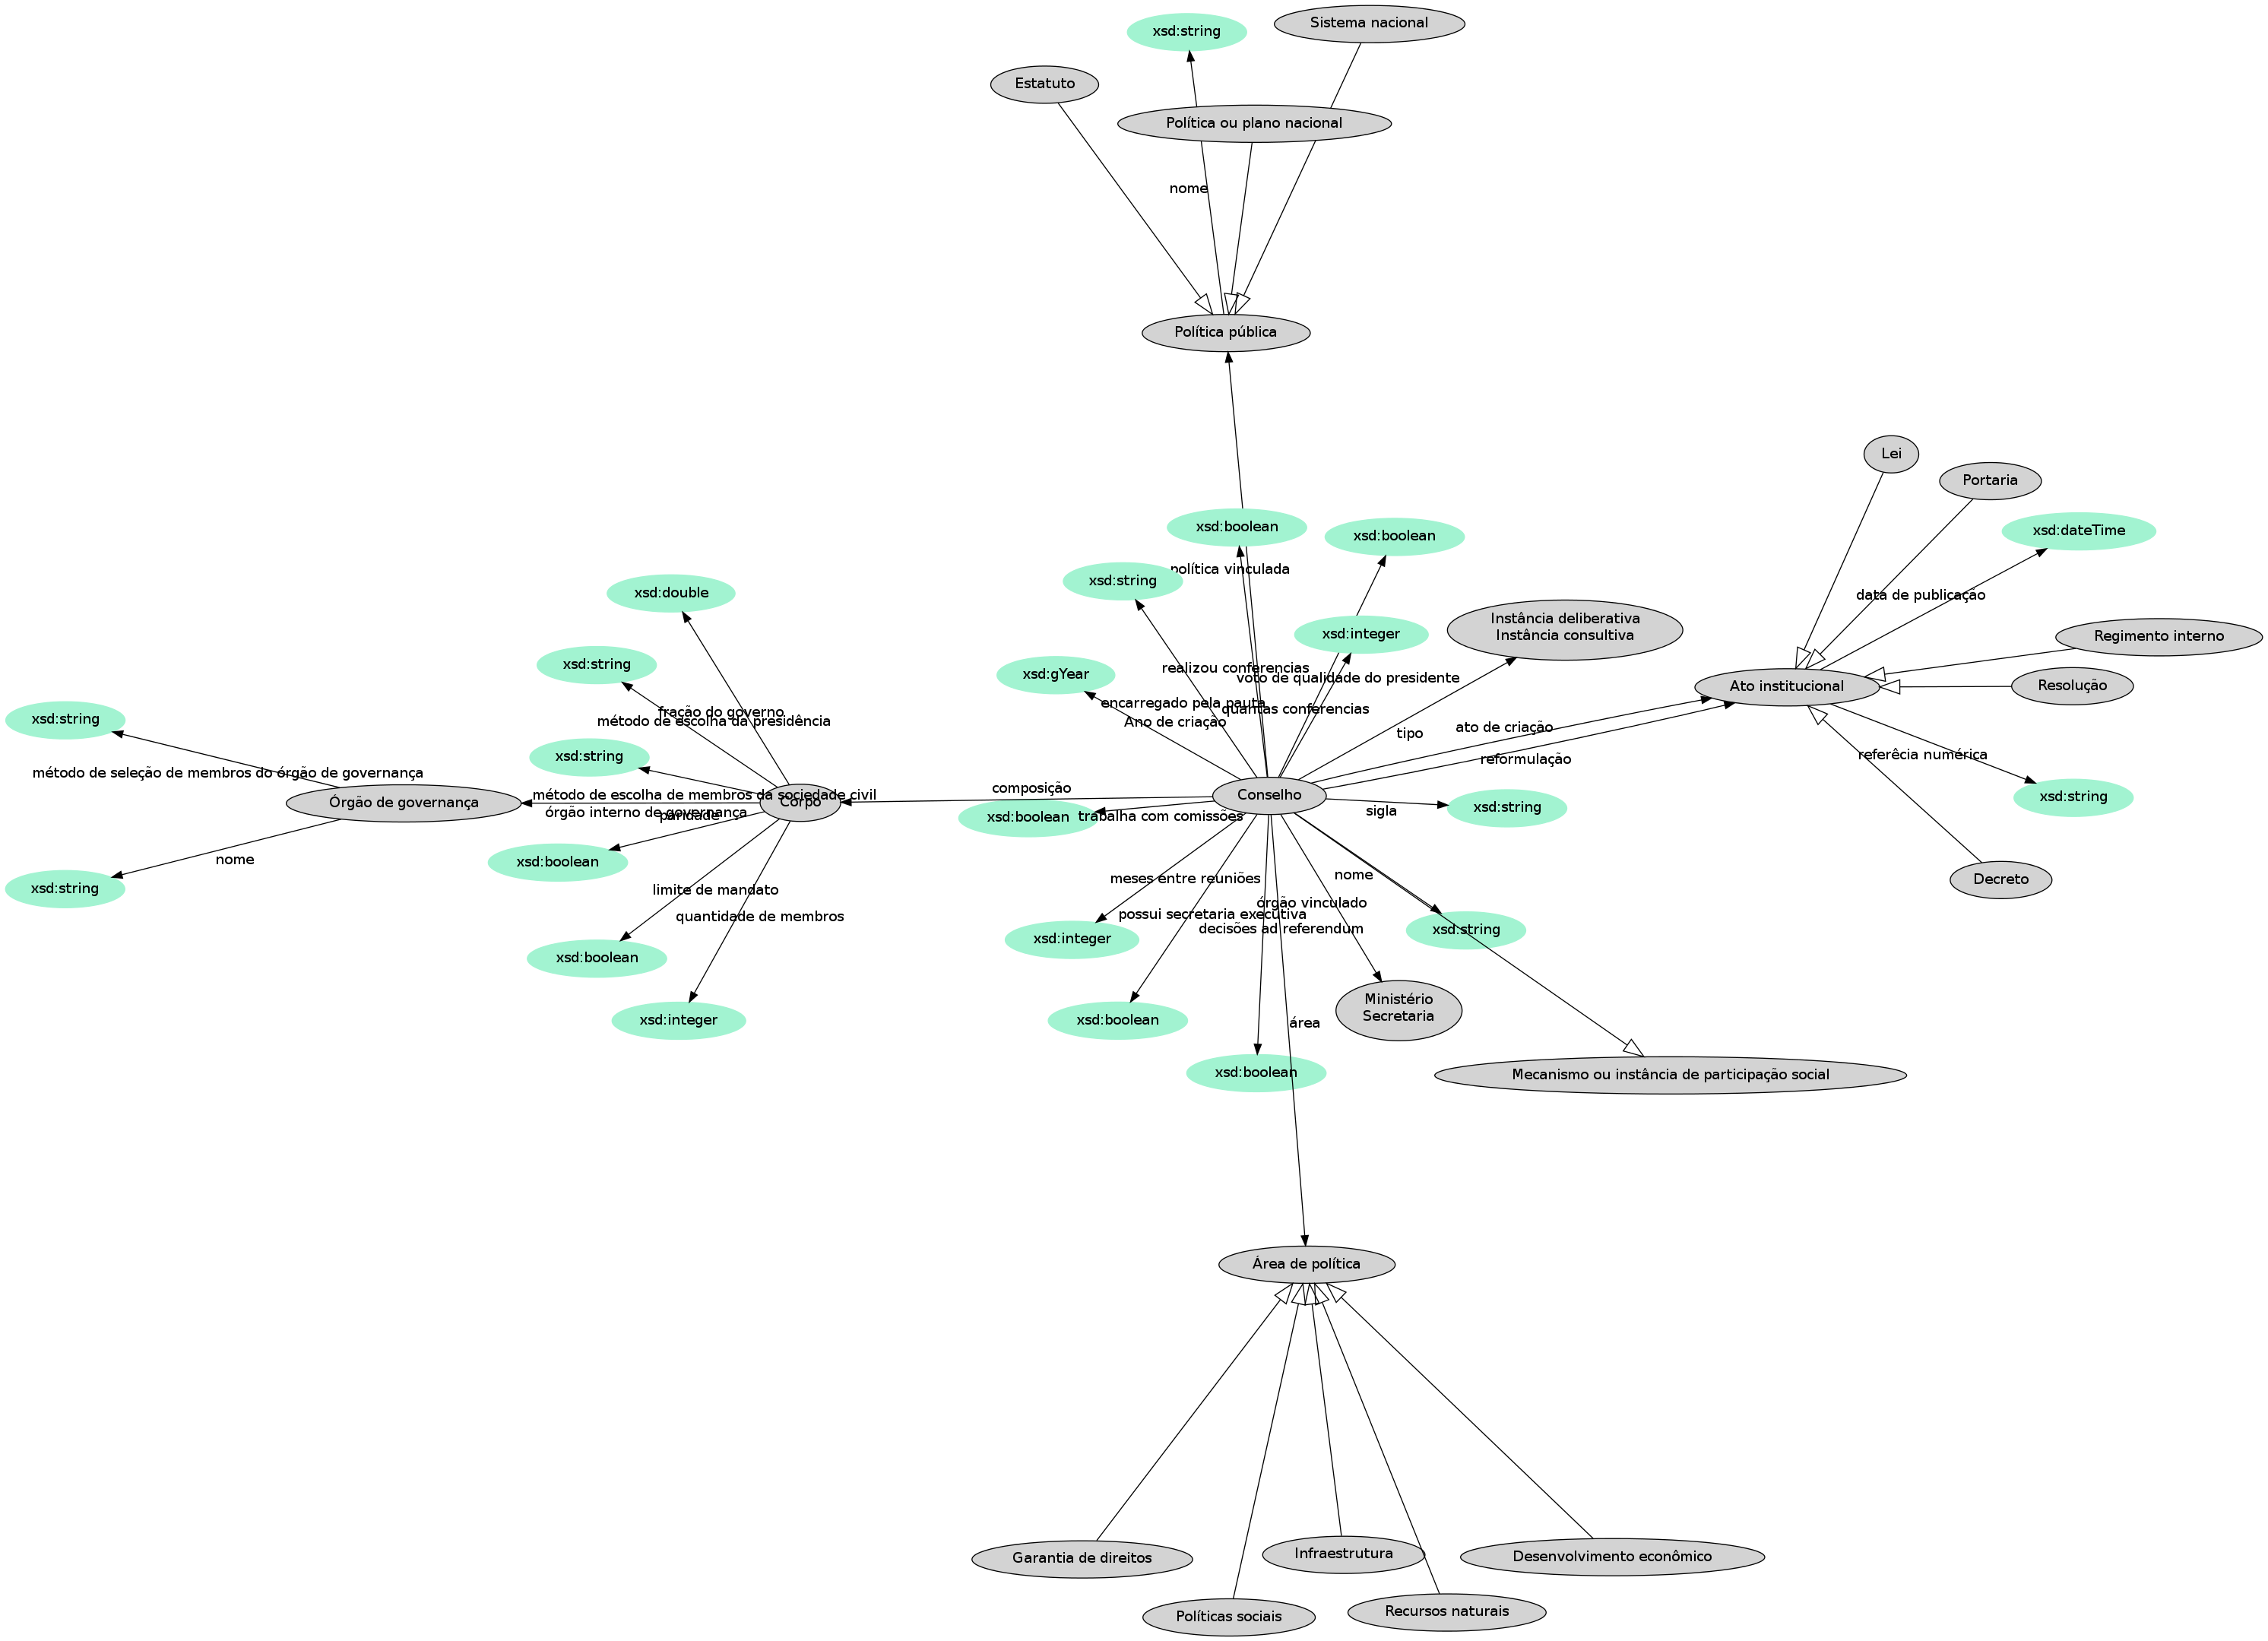 Sistema nacional
xsd:string
Estatuto
Política ou plano nacional
nome
Política pública
Lei
Portaria
xsd:boolean
xsd:boolean
xsd:dateTime
política vinculada
xsd:string
xsd:double
data de publicação
Instância deliberativa
Instância consultiva
xsd:integer
Regimento interno
xsd:string
realizou conferencias
xsd:gYear
voto de qualidade do presidente
Ato institucional
Resolução
encarregado pela pauta
quantas conferencias
fração do governo
método de escolha da presidência
Ano de criação
xsd:string
ato de criação
tipo
referêcia numérica
xsd:string
reformulação
método de seleção de membros do órgão de governança
composição
método de escolha de membros da sociedade civil
Conselho
xsd:string
Órgão de governança
Corpo
xsd:string
sigla
órgão interno de governança
paridade
xsd:boolean
trabalha com comissões
xsd:boolean
nome
nome
meses entre reuniões
Decreto
xsd:string
limite de mandato
órgão vinculado
quantidade de membros
possui secretaria executiva
decisões ad referendum
xsd:string
xsd:integer
xsd:boolean
Ministério
Secretaria
xsd:integer
xsd:boolean
área
xsd:boolean
Mecanismo ou instância de participação social
Área de política
Garantia de direitos
Infraestrutura
Desenvolvimento econômico
Políticas sociais
Recursos naturais